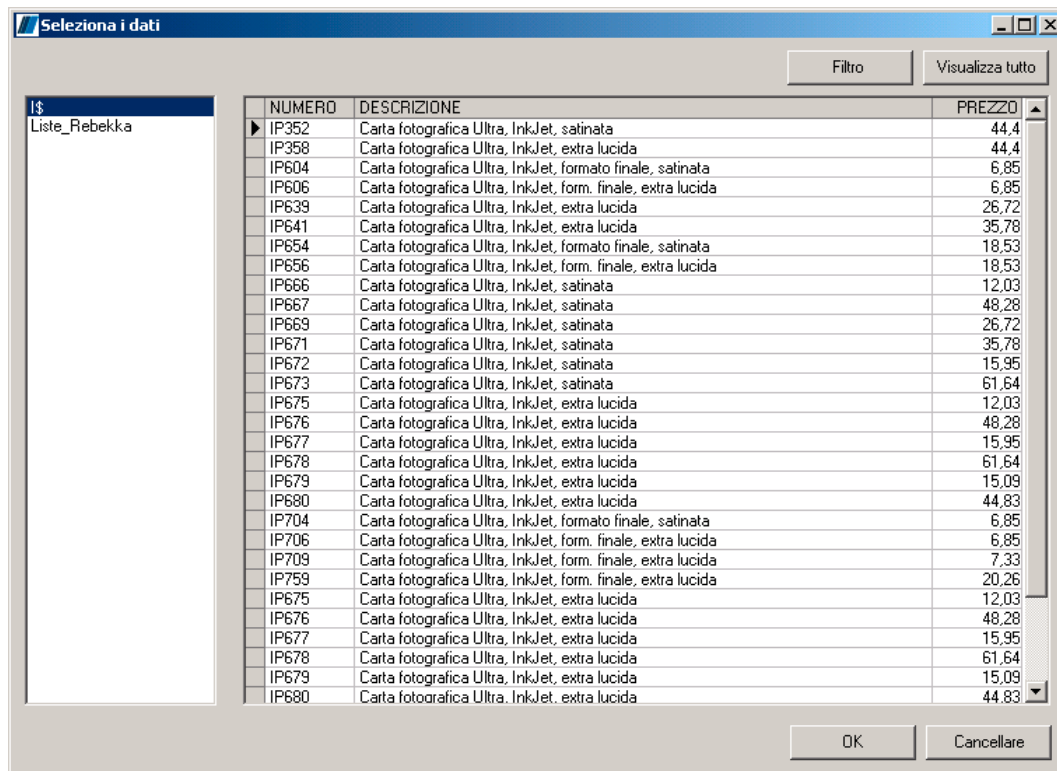 Seleziona i dati
Filtro Visualizza tutto
I$
Liste_Rebekka
NUMERO DESCRIZIONE PREZZO
IP352 Carta fotografica Ultra, InkJet, satinata 44,4
IP358 Carta fotografica Ultra, InkJet, extra lucida 44,4
IP604 Carta fotografica Ultra, InkJet, formato finale, satinata 6,85
IP606 Carta fotografica Ultra, InkJet, form. finale, extra lucida 6,85
IP639 Carta fotografica Ultra, InkJet, extra lucida 26,72
IP641 Carta fotografica Ultra, InkJet, extra lucida 35,78
IP654 Carta fotografica Ultra, InkJet, formato finale, satinata 18,53
IP656 Carta fotografica Ultra, InkJet, form. finale, extra lucida 18,53
IP666 Carta fotografica Ultra, InkJet, satinata 12,03
IP667 Carta fotografica Ultra, InkJet, satinata 48,28
IP669 Carta fotografica Ultra, InkJet, satinata 26,72
IP671 Carta fotografica Ultra, InkJet, satinata 35,78
IP672 Carta fotografica Ultra, InkJet, satinata 15,95
IP673 Carta fotografica Ultra, InkJet, satinata 61,64
IP675 Carta fotografica Ultra, InkJet, extra lucida 12,03
IP676 Carta fotografica Ultra, InkJet, extra lucida 48,28
IP677 Carta fotografica Ultra, InkJet, extra lucida 15,95
IP678 Carta fotografica Ultra, InkJet, extra lucida 61,64
IP679 Carta fotografica Ultra, InkJet, extra lucida 15,09
IP680 Carta fotografica Ultra, InkJet, extra lucida 44,83
IP704 Carta fotografica Ultra, InkJet, formato finale, satinata 6,85
IP706 Carta fotografica Ultra, InkJet, form. finale, extra lucida 6,85
IP709 Carta fotografica Ultra, InkJet, form. finale, extra lucida 7,33
IP759 Carta fotografica Ultra, InkJet, form. finale, extra lucida 20,26
IP675 Carta fotografica Ultra, InkJet, extra lucida 12,03
IP676 Carta fotografica Ultra, InkJet, extra lucida 48,28
IP677 Carta fotografica Ultra, InkJet, extra lucida 15,95
IP678 Carta fotografica Ultra, InkJet, extra lucida 61,64
IP679 Carta fotografica Ultra, InkJet, extra lucida 15,09
IP680 Carta fotografica Ultra, InkJet, extra lucida 44,83
OK Cancellare